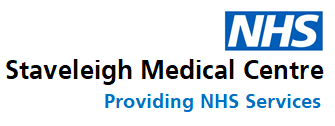 NHS
Staveleigh Medical Centre
Providing NHS Services